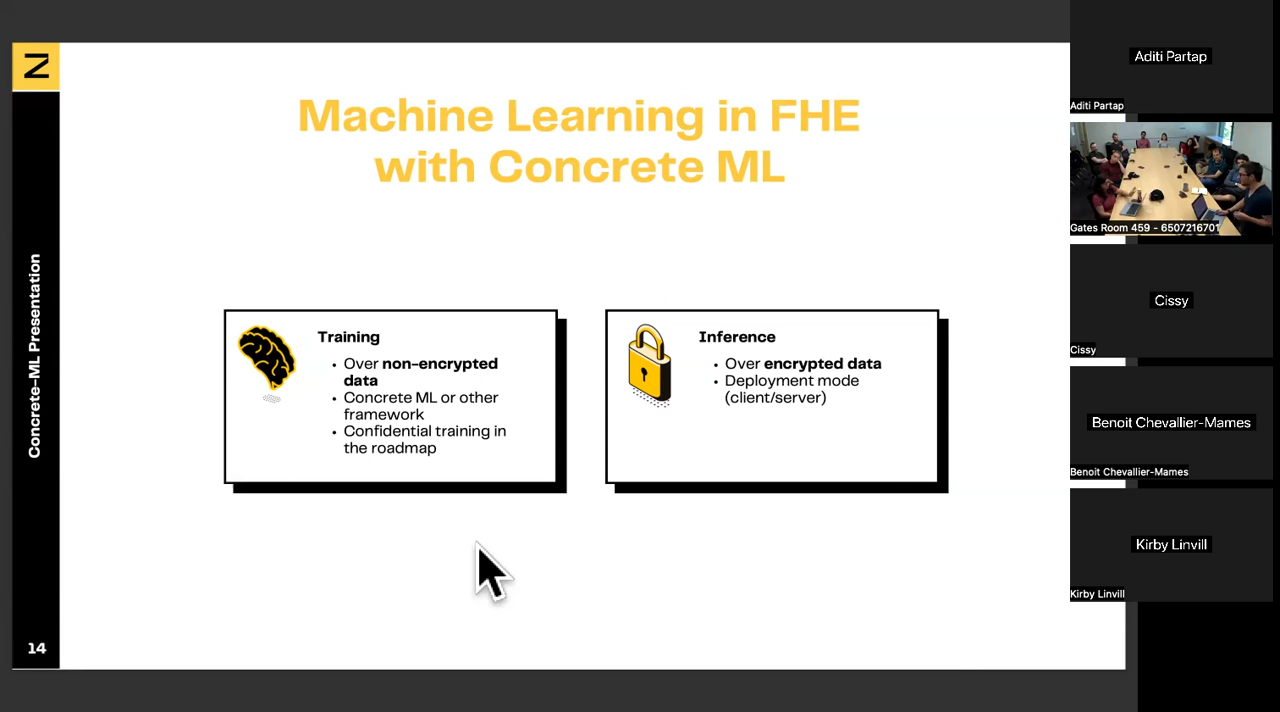 Machine Learning in FHE
with Concrete ML
Training
• Over non-encrypted
data
• Concrete ML or other
framework
• Confidential training in
the roadmap
Inference
• Over encrypted data
• Deployment mode
(client/server)
Concrete-ML Presentation
14
Aditi Partap
Aditi Partap
Gates Room 459 - 6507216701
Cissy
Cissy
Benoit Chevallier-Mames
Benoit Chevallier-Mames
Kirby Linvill
Kirby Linvill